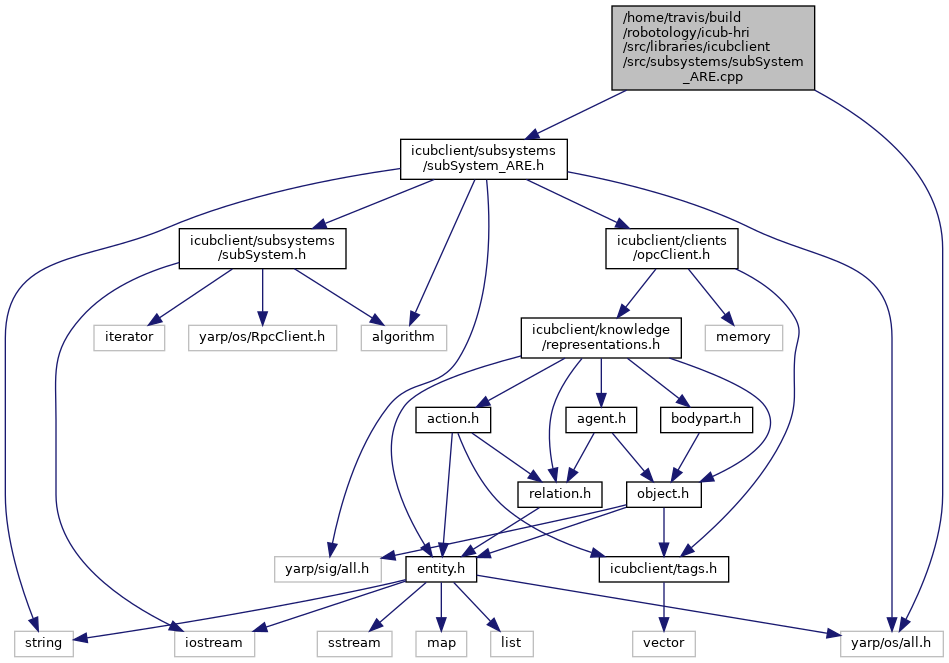 /home/travis/build
/robotology/icub-hri
/src/libraries/icubclient
/src/subsystems/subSystem
_ARE.cpp
icubclient/subsystems
/subSystem_ARE.h
icubclient/subsystems
/subSystem.h
icubclient/clients
/opcClient.h
iterator
yarp/os/RpcClient.h
algorithm
icubclient/knowledge
/representations.h
memory
action.h
agent.h
bodypart.h
relation.h
object.h
yarp/sig/all.h
entity.h
icubclient/tags.h
string
iostream
sstream
map
list
vector
yarp/os/all.h